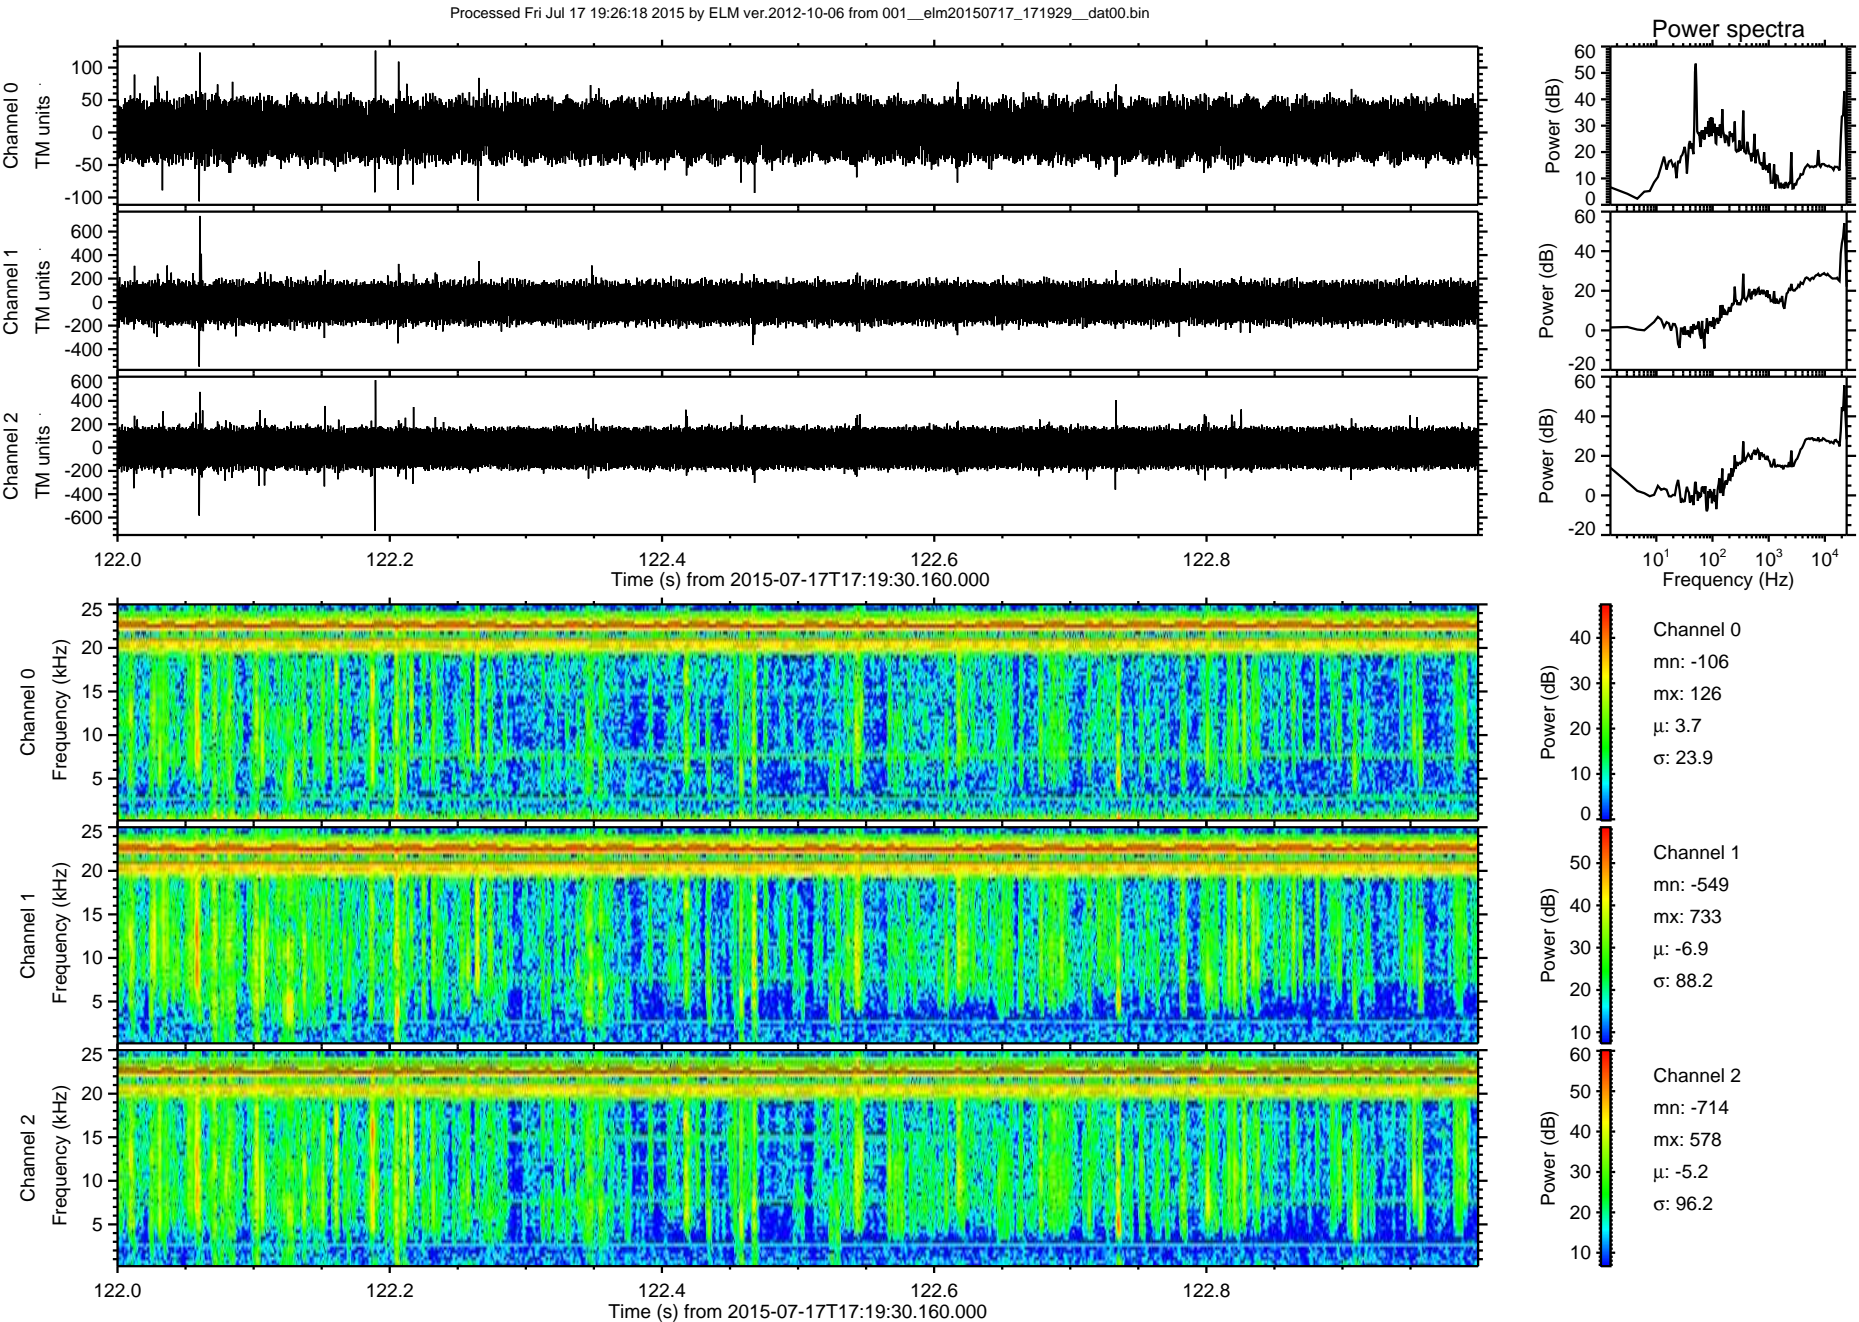 Processed Fri Jul 17 19:26:18 2015 by ELM ver.2012-10-06 from 001__elm20150717_171929__dat00.bin
Power spectra
Channel 0
TM units
100
50
0
-50
-100
Power (dB)
60
50
40
30
20
10
0
Channel 1
TM units
600
400
200
0
-200
-400
Power (dB)
60
40
20
0
-20
Channel 2
TM units
600
400
200
0
-200
-400
-600
Power (dB)
60
40
20
0
-20
122.0 122.2 122.4 122.6 122.8
Time (s) from 2015-07-17T17:19:30.160.000
10¹ 10² 10³ 10⁴
Frequency (Hz)
Channel 0
Frequency (kHz)
25
20
15
10
5
Power (dB)
40
30
20
10
0
Channel 0
mn: -106
mx: 126
μ: 3.7
σ: 23.9
Channel 1
Frequency (kHz)
25
20
15
10
5
Power (dB)
50
40
30
20
10
Channel 1
mn: -549
mx: 733
μ: -6.9
σ: 88.2
Channel 2
Frequency (kHz)
25
20
15
10
5
Power (dB)
60
50
40
30
20
10
Channel 2
mn: -714
mx: 578
μ: -5.2
σ: 96.2
122.0 122.2 122.4 122.6 122.8
Time (s) from 2015-07-17T17:19:30.160.000